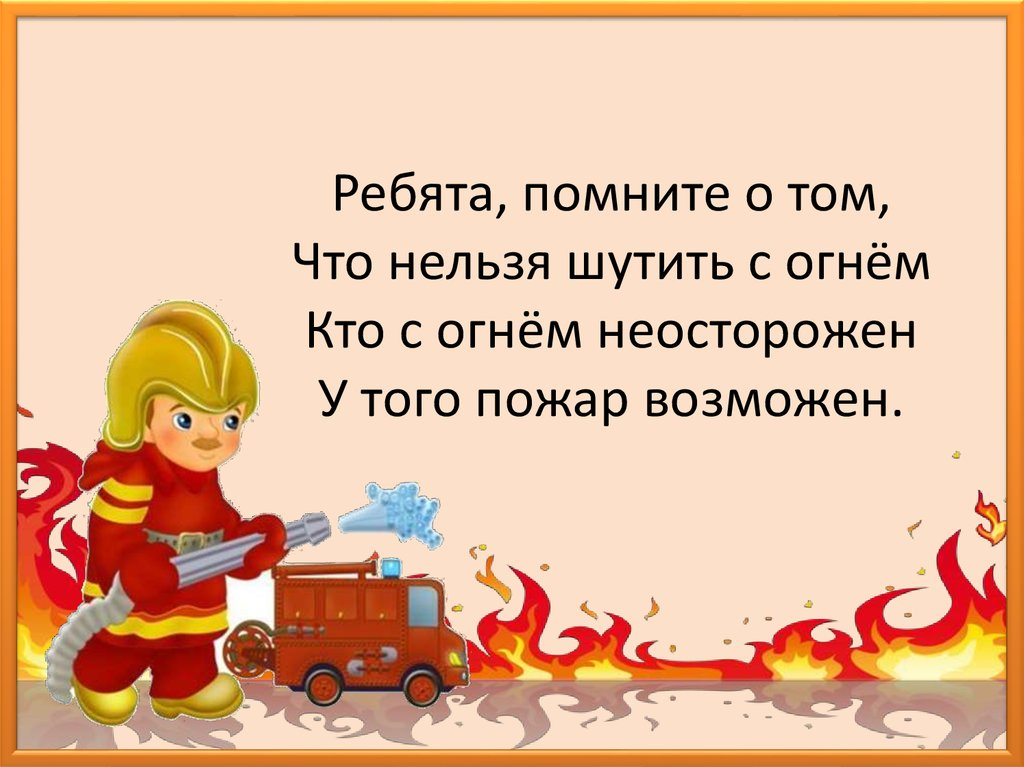 Ребята, помните о том,
Что нельзя шутить с огнём
Кто с огнём неосторожен
У того пожар возможен.